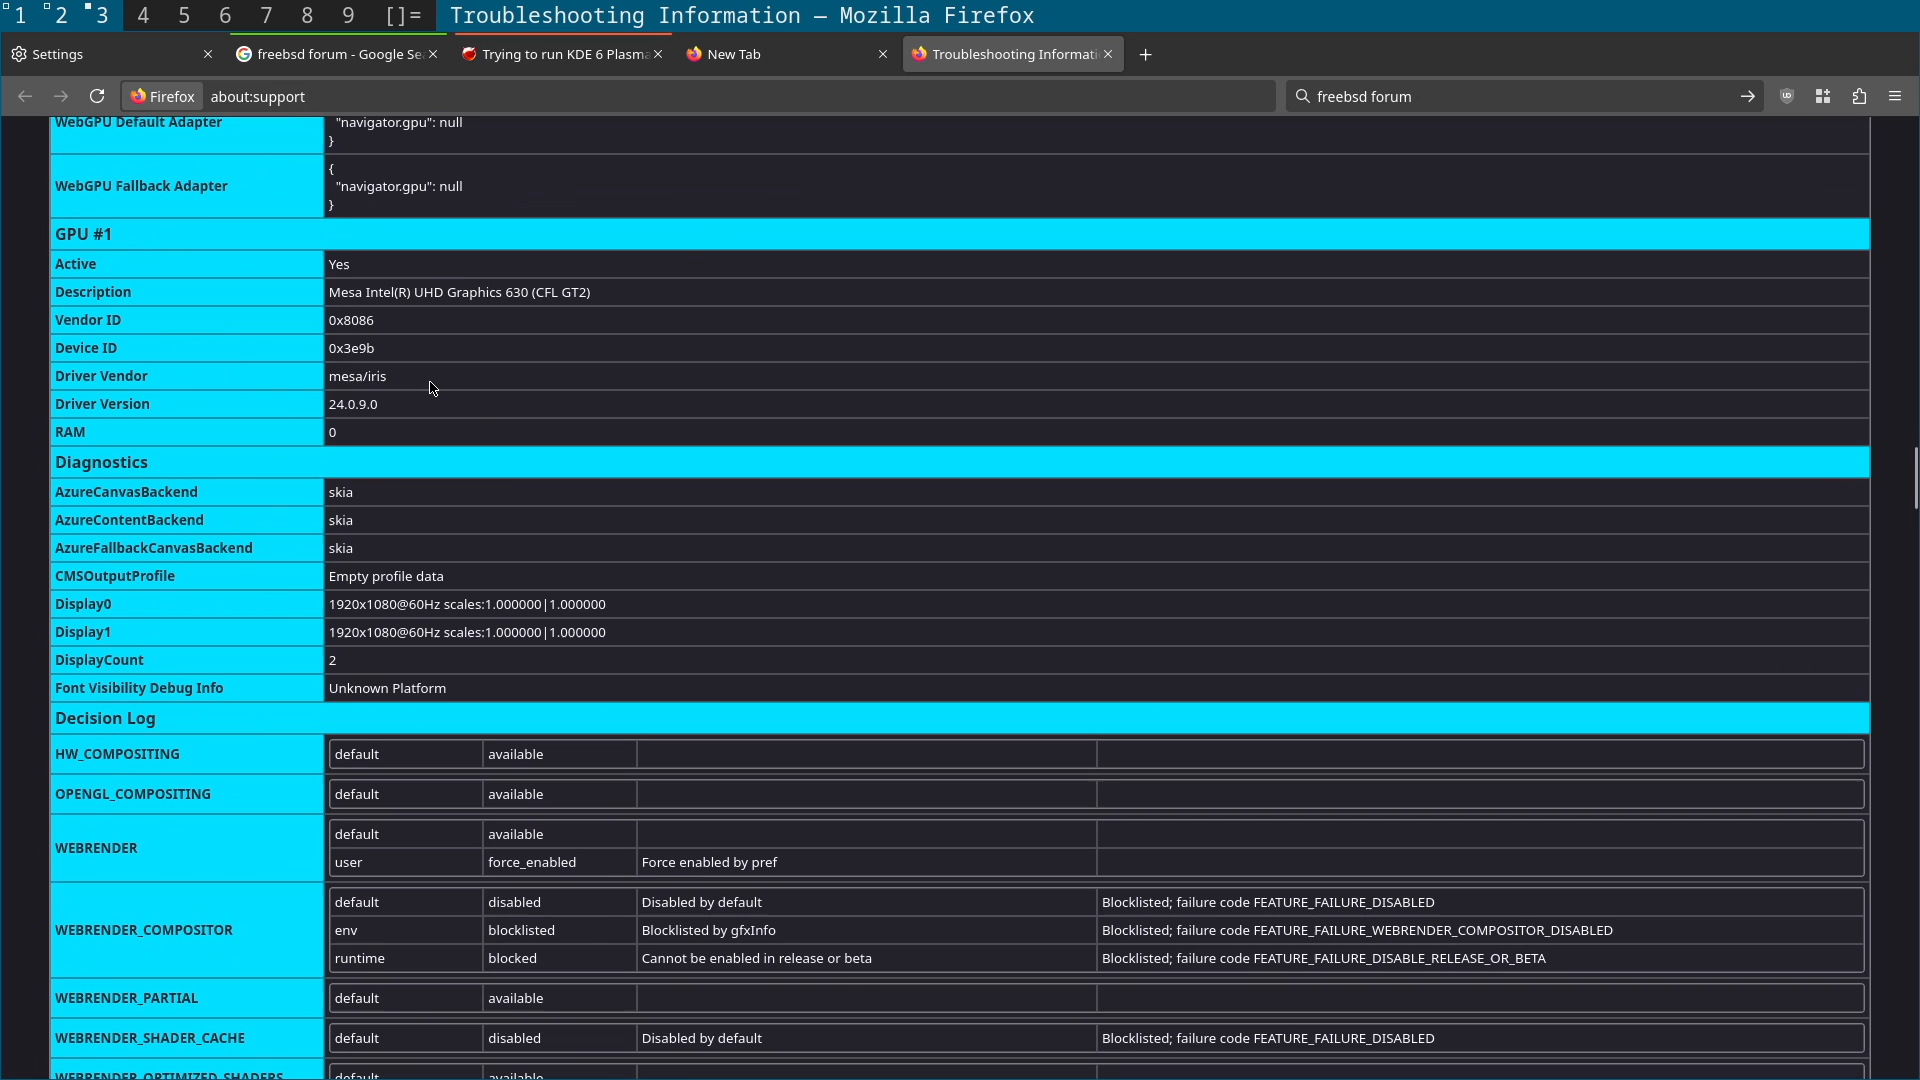 1 2 3 4 5 6 7 8 9 []= Troubleshooting Information — Mozilla Firefox
Settings freebsd forum - Google Se Trying to run KDE 6 Plasma New Tab Troubleshooting Informati
Firefox about:support freebsd forum
WebGPU Default Adapter "navigator.gpu": null
}
{
WebGPU Fallback Adapter "navigator.gpu": null
}
GPU #1
Active Yes
Description Mesa Intel(R) UHD Graphics 630 (CFL GT2)
Vendor ID 0x8086
Device ID 0x3e9b
Driver Vendor mesa/iris
Driver Version 24.0.9.0
RAM 0
Diagnostics
AzureCanvasBackend skia
AzureContentBackend skia
AzureFallbackCanvasBackend skia
CMSOutputProfile Empty profile data
Display0 1920x1080@60Hz scales:1.000000|1.000000
Display1 1920x1080@60Hz scales:1.000000|1.000000
DisplayCount 2
Font Visibility Debug Info Unknown Platform
Decision Log
HW_COMPOSITING default available
OPENGL_COMPOSITING default available
WEBRENDER default available
user force_enabled Force enabled by pref
WEBRENDER_COMPOSITOR default disabled Disabled by default Blocklisted; failure code FEATURE_FAILURE_DISABLED
env blocklisted Blocklisted by gfxInfo Blocklisted; failure code FEATURE_FAILURE_WEBRENDER_COMPOSITOR_DISABLED
runtime blocked Cannot be enabled in release or beta Blocklisted; failure code FEATURE_FAILURE_DISABLE_RELEASE_OR_BETA
WEBRENDER_PARTIAL default available
WEBRENDER_SHADER_CACHE default disabled Disabled by default Blocklisted; failure code FEATURE_FAILURE_DISABLED
WEBRENDER_OPTIMIZED_SHADERS default available